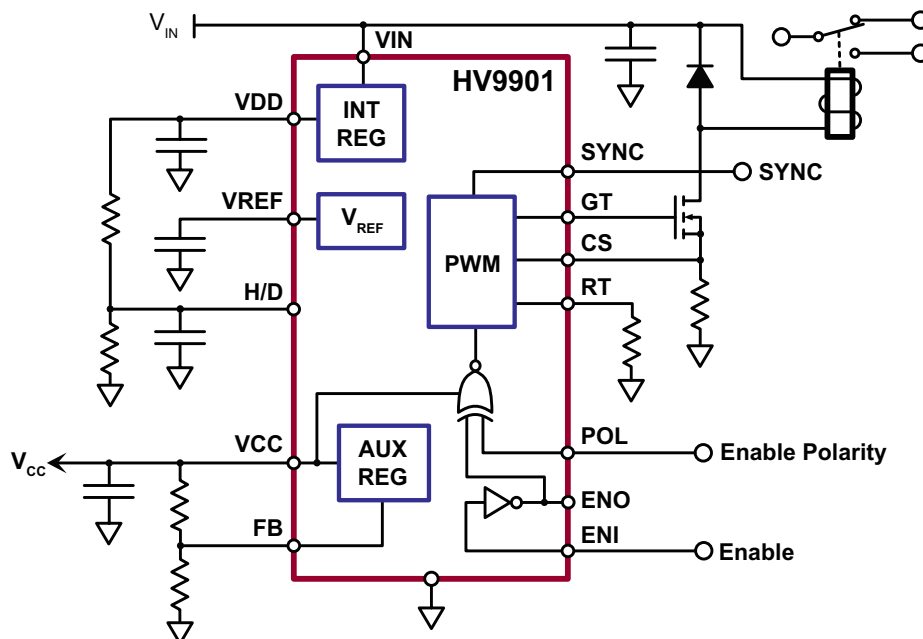 VIN
VIN
HV9901
VDD
INT
REG
SYNC
SYNC
VREF
VREF
GT
PWM
CS
H/D
RT
VCC
VCC
AUX
REG
POL
Enable Polarity
ENO
FB
ENI
Enable